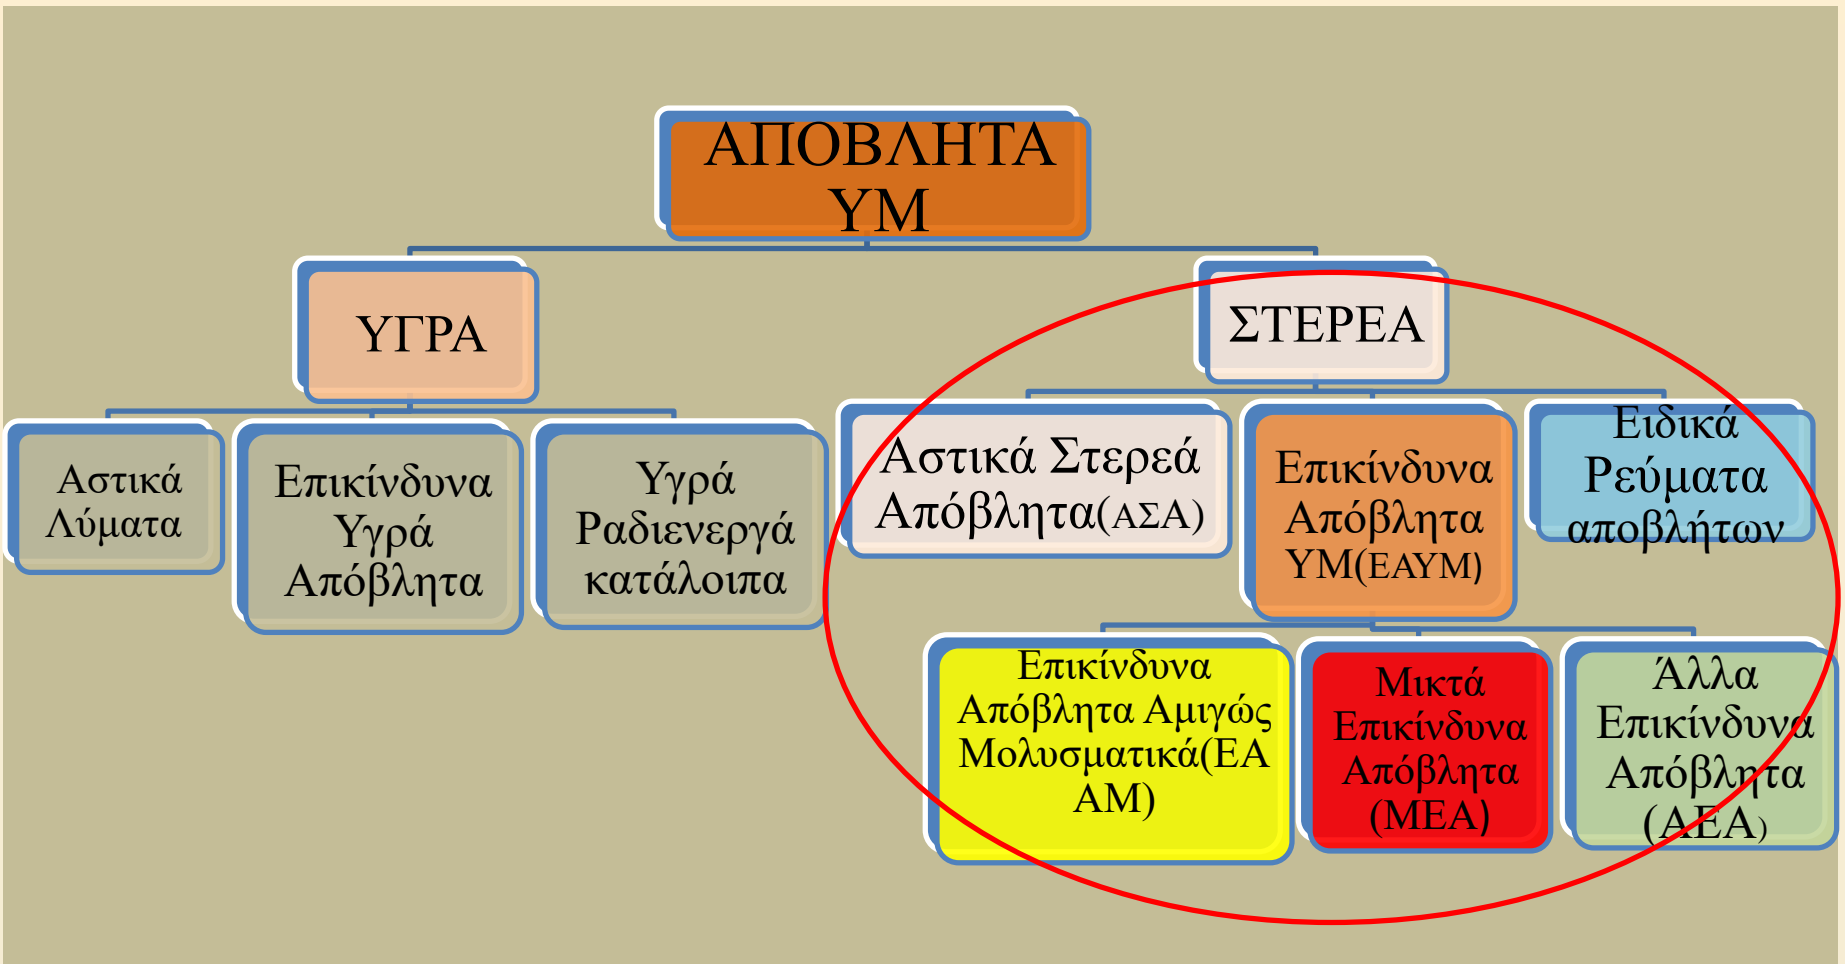 ΑΠΟΒΛΗΤΑ
ΥΜ
ΥΓΡΑ
ΣΤΕΡΕΑ
Αστικά
Λύματα
Επικίνδυνα
Υγρά
Απόβλητα
Υγρά
Ραδιενεργά
κατάλοιπα
Αστικά Στερεά
Απόβλητα(ΑΣΑ)
Επικίνδυνα
Απόβλητα
ΥΜ(ΕΑΥΜ)
Ειδικά
Ρεύματα
αποβλήτων
Επικίνδυνα
Απόβλητα Αμιγώς
Μολυσματικά(ΕΑ
ΑΜ)
Μικτά
Επικίνδυνα
Απόβλητα
(ΜΕΑ)
Άλλα
Επικίνδυνα
Απόβλητα
(ΑΕΑ)